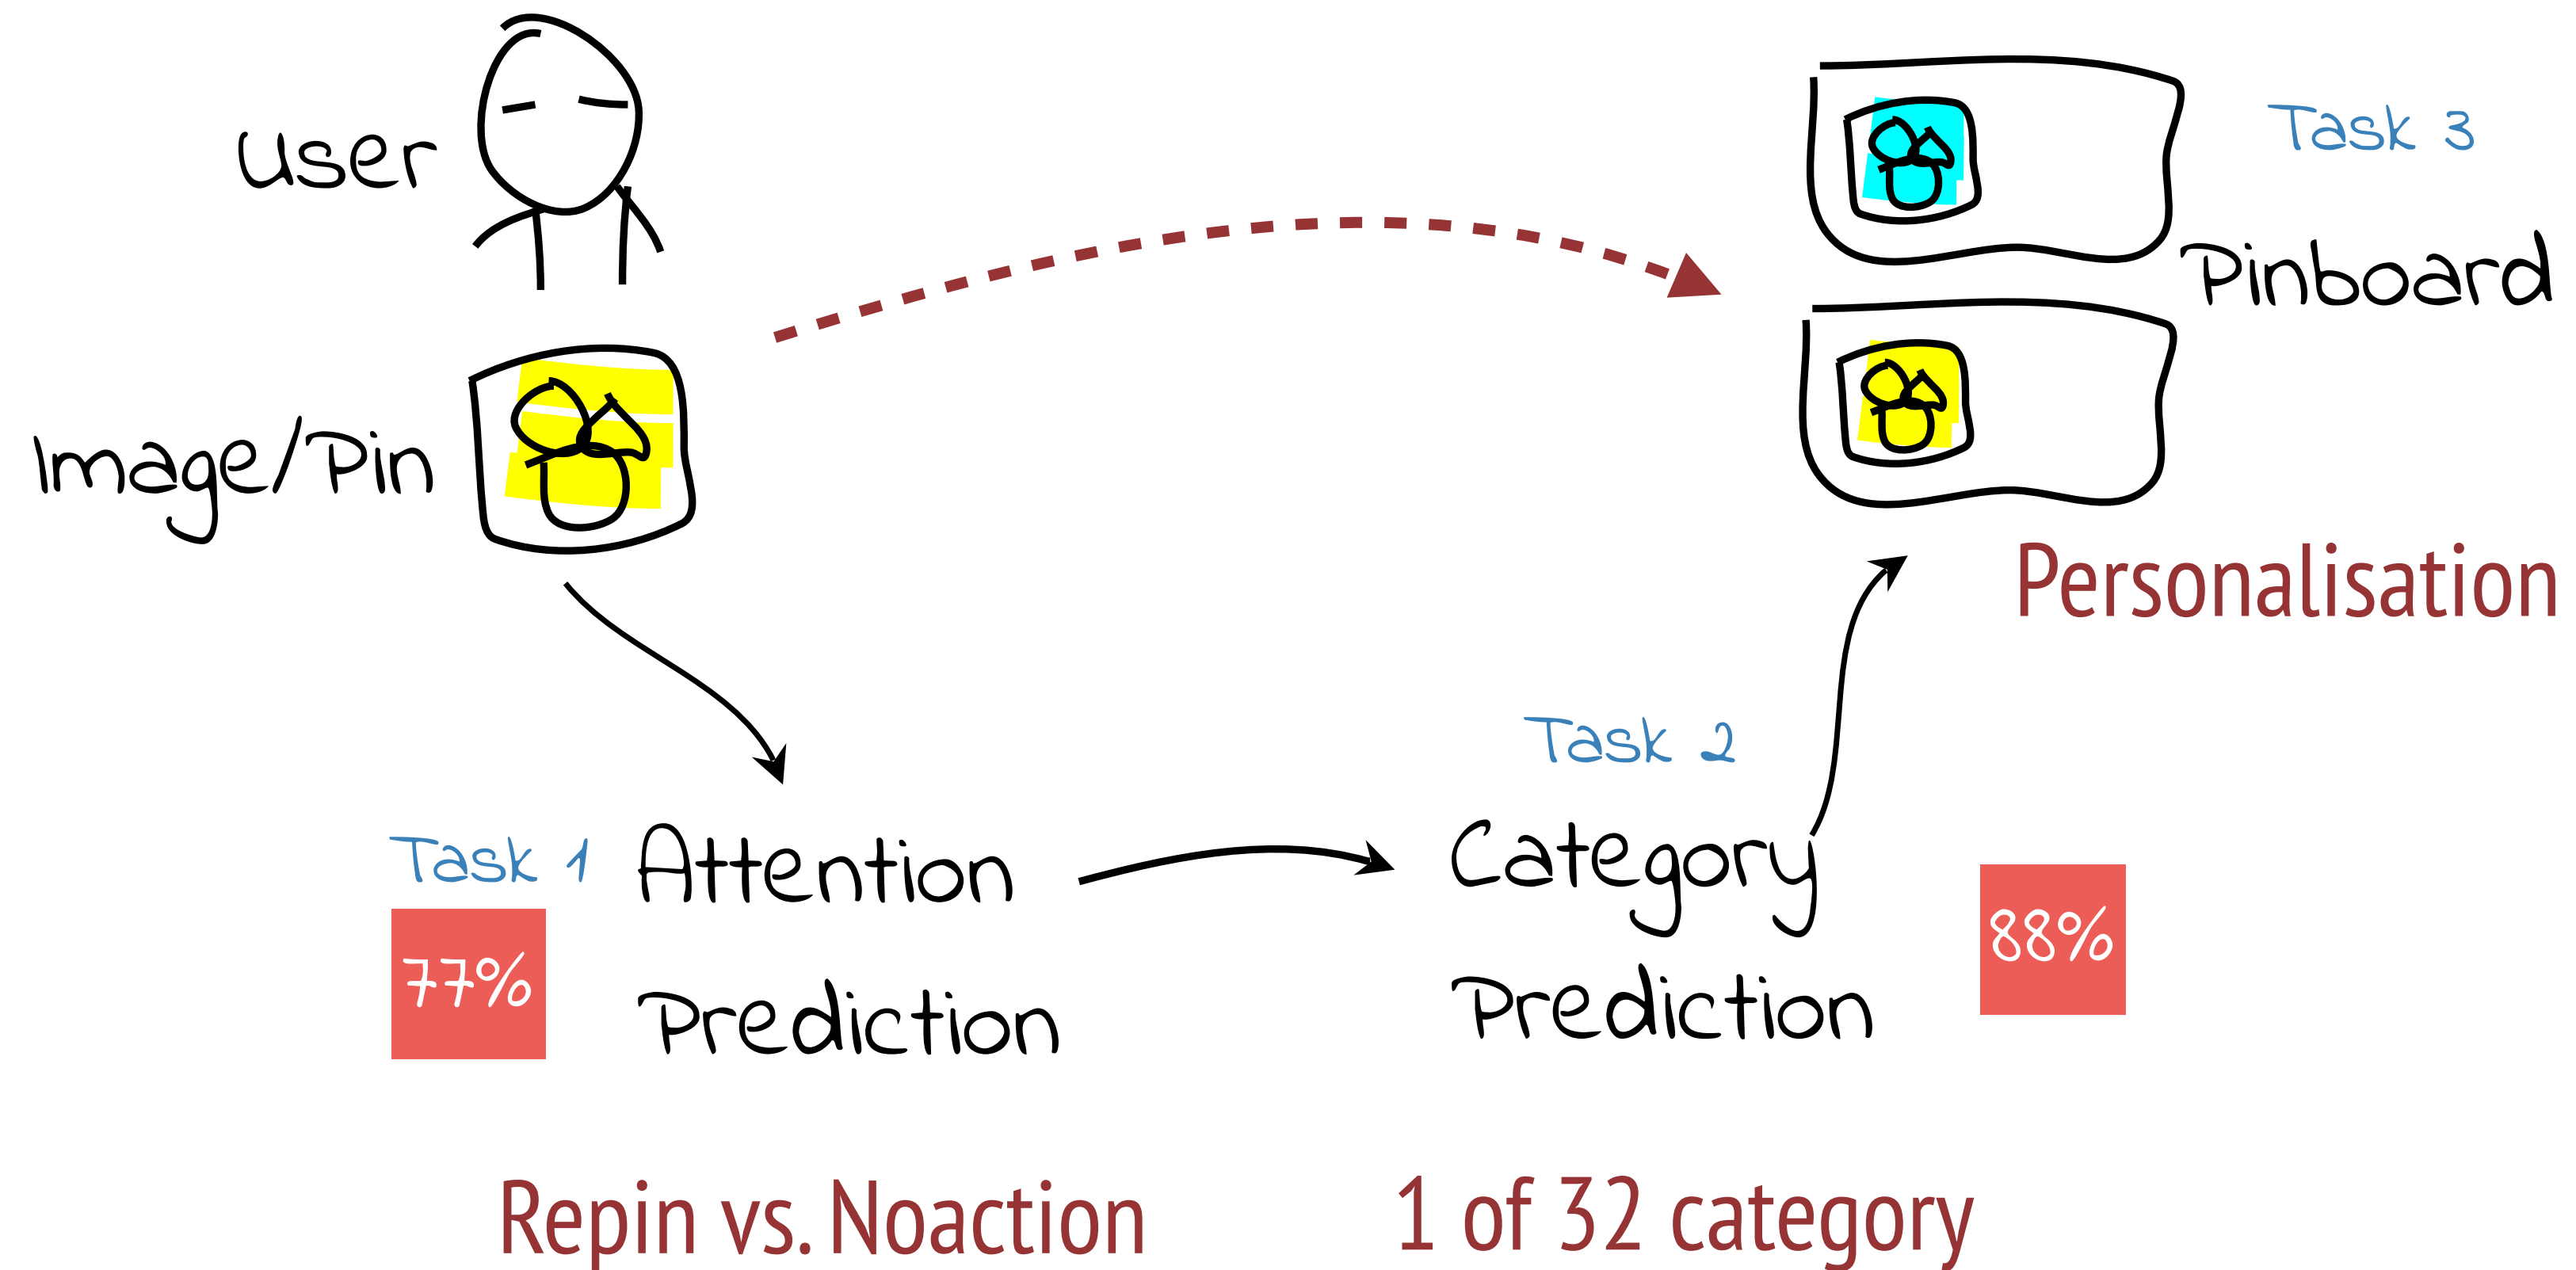 User
Task 3
Pinboard
Image/Pin
Personalisation
Task 2
Task 1
Attention
Prediction
77%
Category
Prediction
88%
Repin vs. Noaction
1 of 32 category